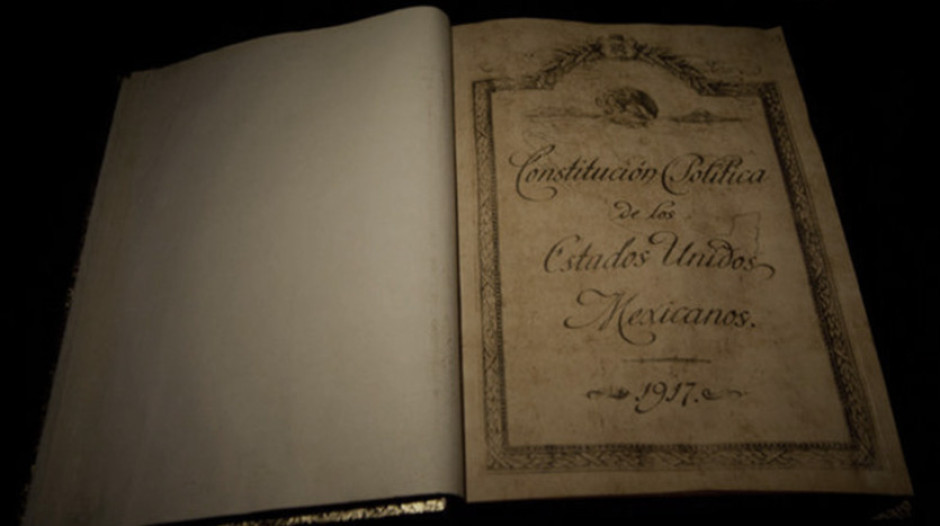 Constitución Política
de los
Estados Unidos
Mexicanos.
1917.